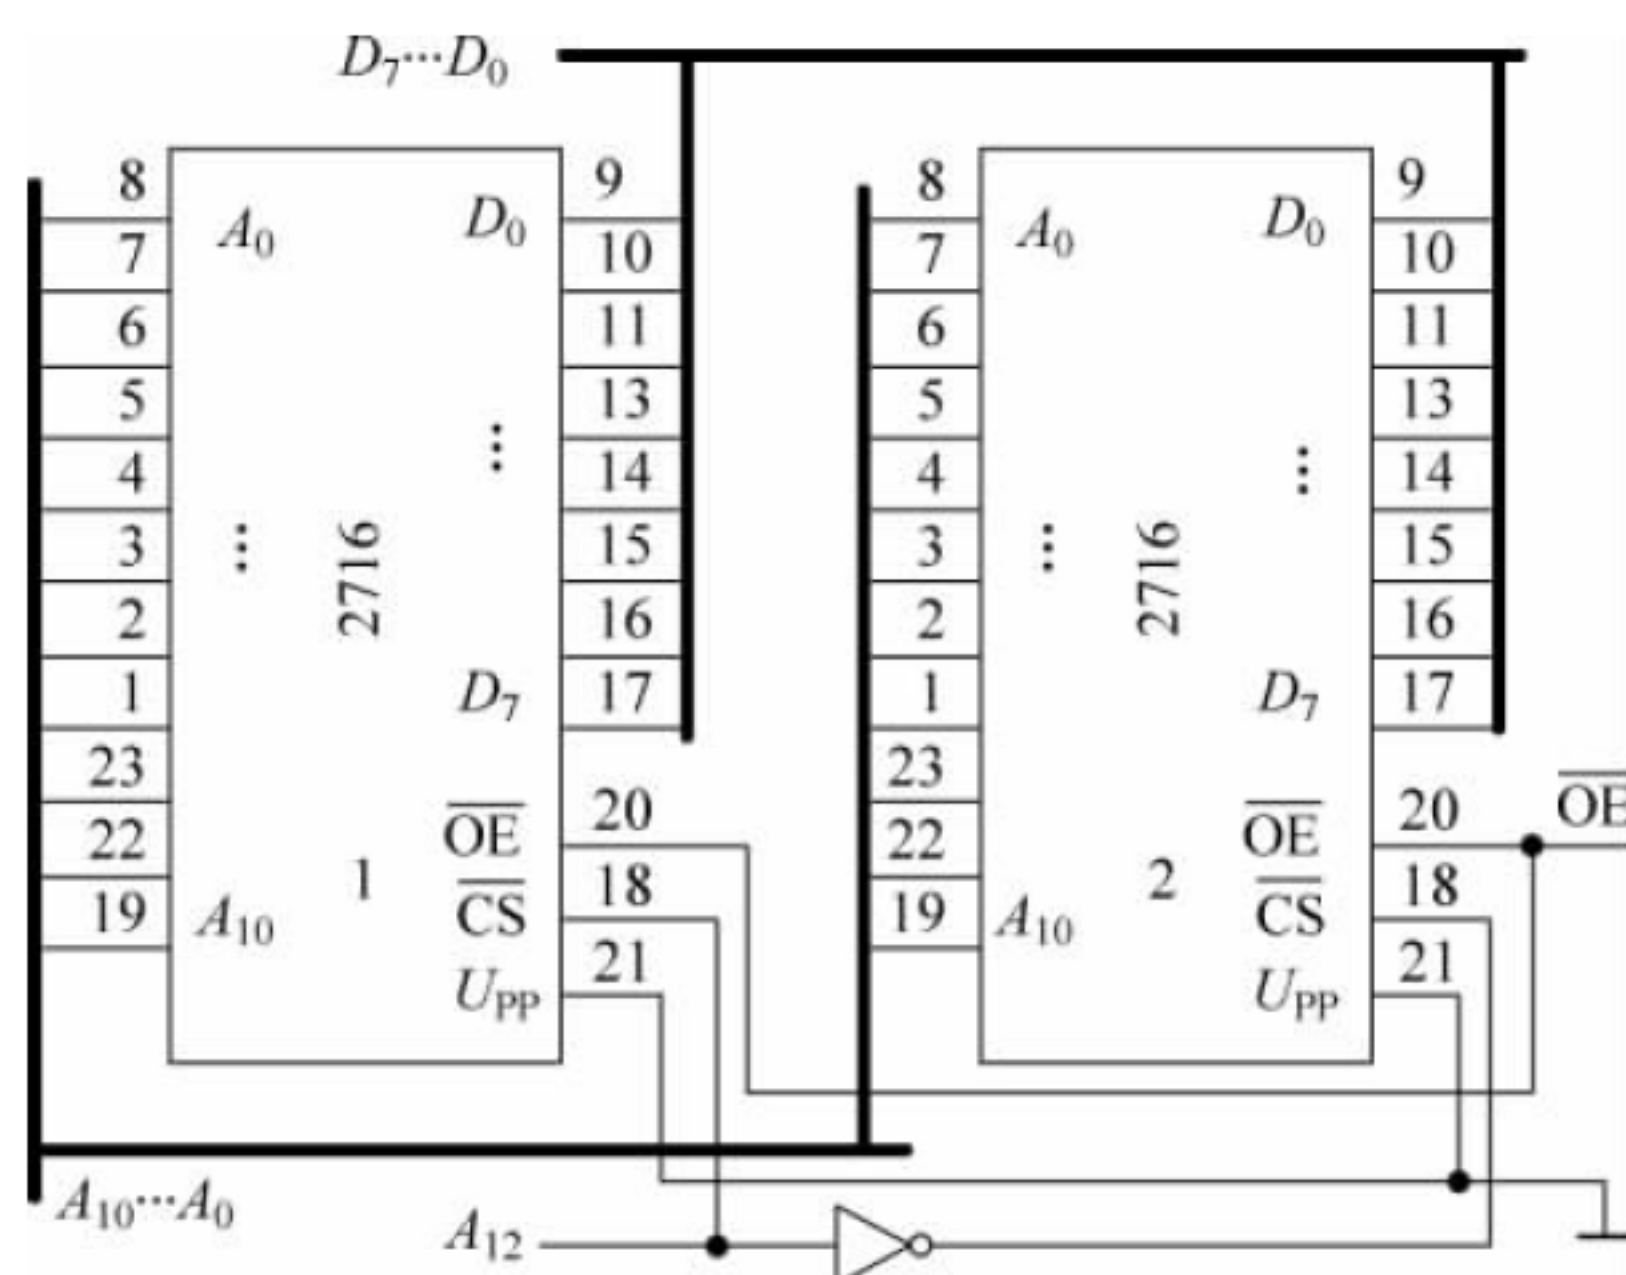 D₇···D₀
8 9 8 9
A₀ D₀ A₀ D₀
7 10 7 10
6 11 6 11
5 13 5 13
4 14 4 14
3 15 3 15
2716 2716
2 16 2 16
1 D₇ 17 1 D₇ 17
23 23
22 OE 20 22 OE 20 OE
1 18 2 18
19 A₁₀ CS 19 A₁₀ CS
21 21
Upp Upp
A₁₀···A₀
A₁₂